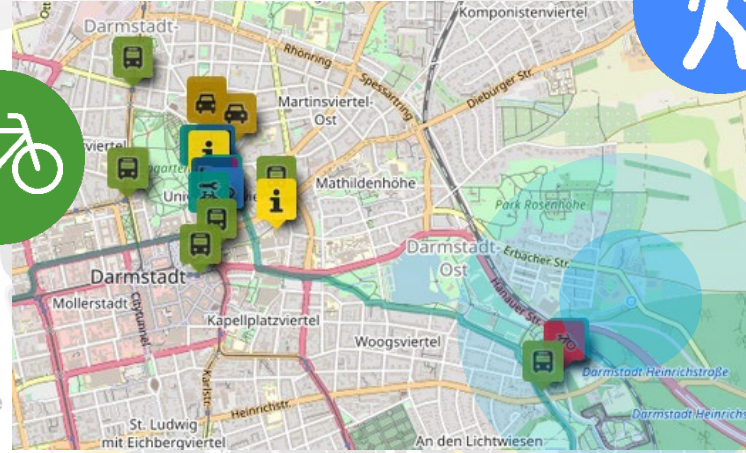 Komponistenviertel
Darmstadt-
Rhönring
Spessartring
Dieburger Str.
Martinsviertel-
Ost
Mathildenhöhe
Park Rosenhöhe
Darmstadt-
Ost
Erbacher Str.
Hanauer Str.
Darmstadt
Mollerstadt
Citytunnel
Kapellplatzviertel
Woogsviertel
Darmstadt Heinrichstraße
Karlstr.
Heinrichstr.
Darmstadt Heinrichs
St. Ludwig
mit Eichbergviertel
An den Lichtwiesen